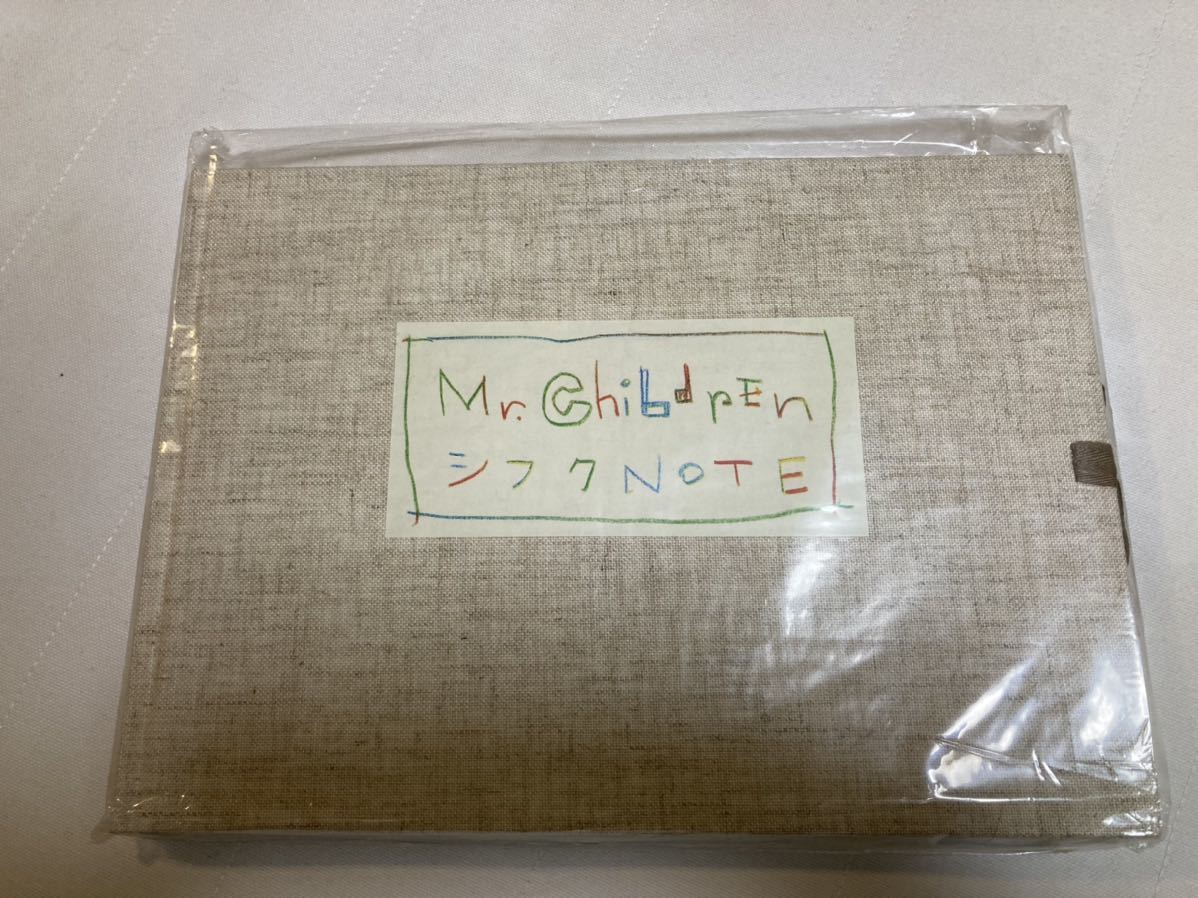 Mr. Children
シフクNOTE